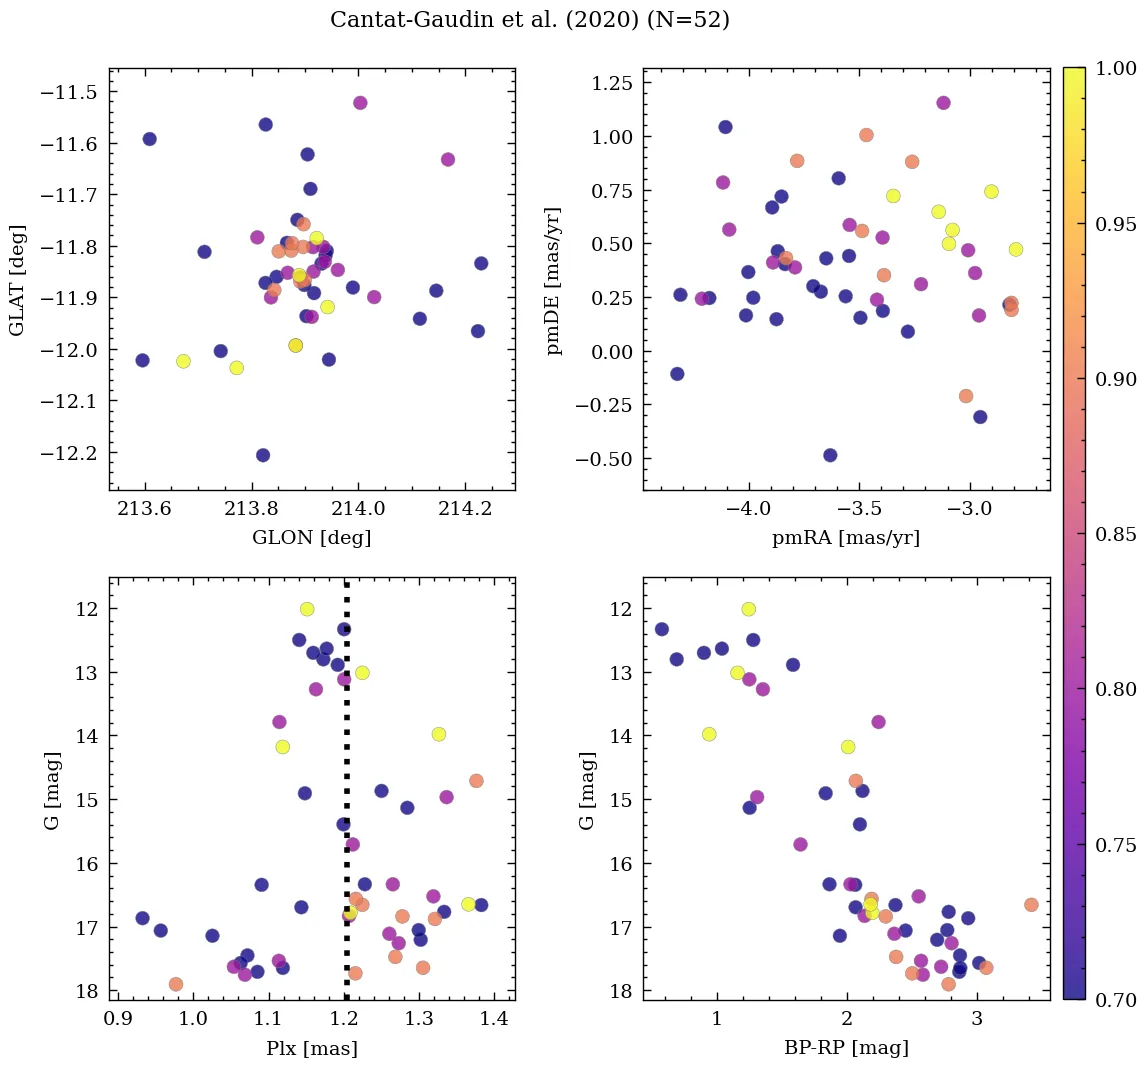 Cantat-Gaudin et al. (2020) (N=52)
−11.5
−11.6
−11.7
−11.8
−11.9
−12.0
−12.1
−12.2
GLAT [deg]
213.6 213.8 214.0 214.2
GLON [deg]
1.25
1.00
0.75
0.50
0.25
0.00
−0.25
−0.50
pmDE [mas/yr]
−4.0 −3.5 −3.0
pmRA [mas/yr]
12
13
14
15
16
17
18
G [mag]
0.9 1.0 1.1 1.2 1.3 1.4
Plx [mas]
12
13
14
15
16
17
18
G [mag]
1 2 3
BP-RP [mag]
1.00
0.95
0.90
0.85
0.80
0.75
0.70